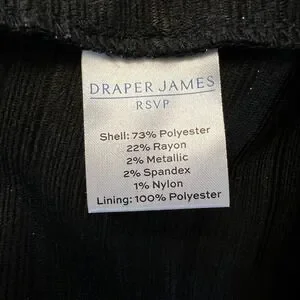 DRAPER JAMES
RSVP
Shell: 73% Polyester
22% Rayon
2% Metallic
2% Spandex
1% Nylon
Lining: 100% Polyester